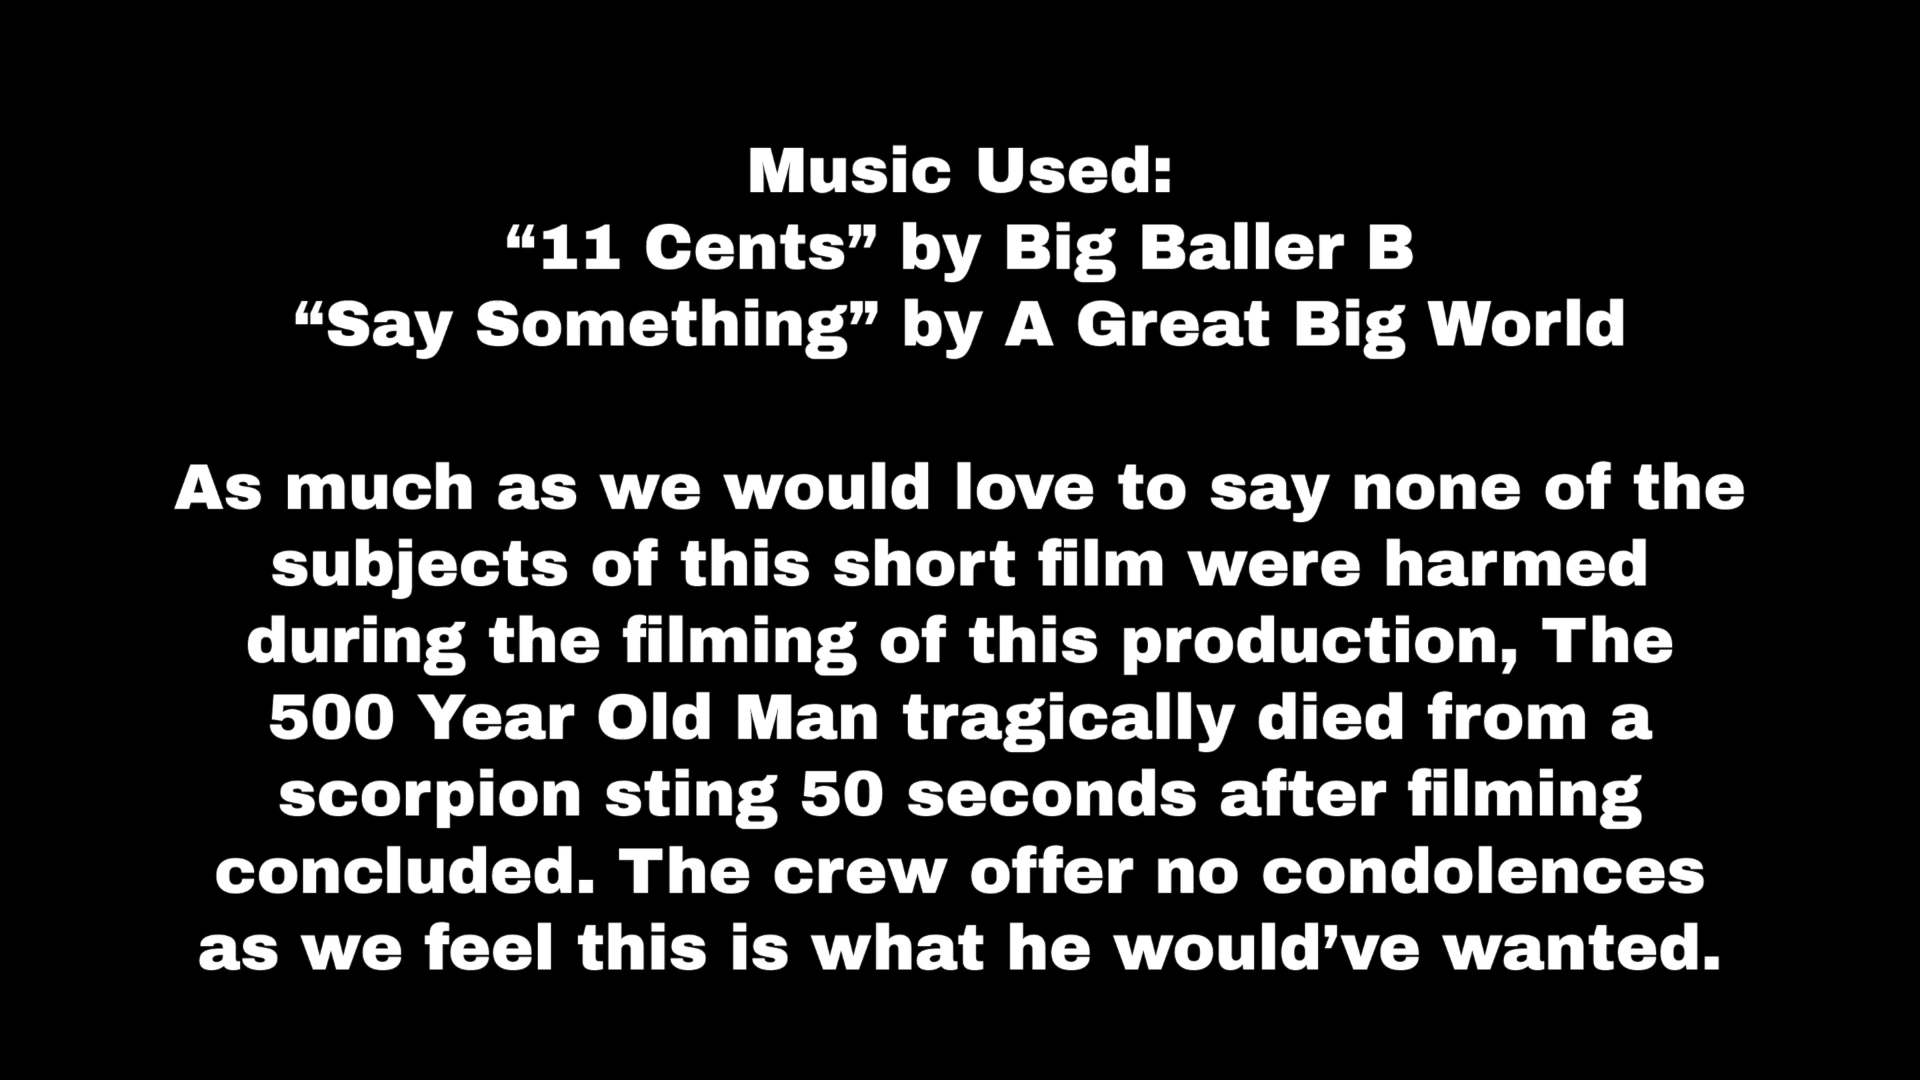 Music Used:
“11 Cents” by Big Baller B
“Say Something” by A Great Big World
As much as we would love to say none of the
subjects of this short film were harmed
during the filming of this production, The
500 Year Old Man tragically died from a
scorpion sting 50 seconds after filming
concluded. The crew offer no condolences
as we feel this is what he would’ve wanted.